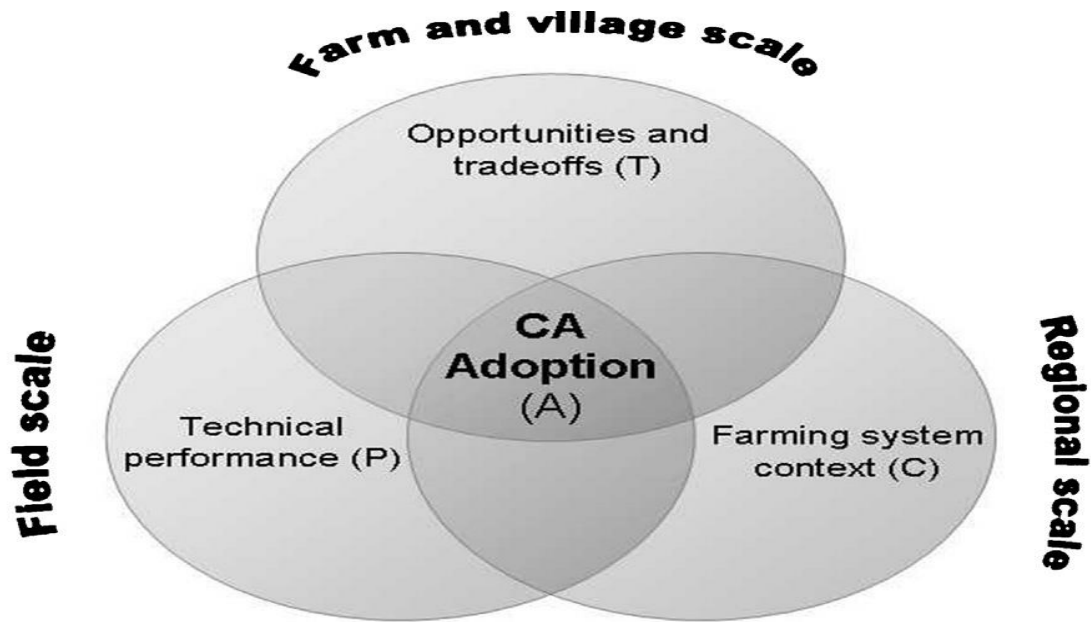 Farm and village scale
Opportunities and
tradeoffs (T)
CA
Adoption
(A)
Technical
performance (P)
Farming system
context (C)
Field scale
Regional scale